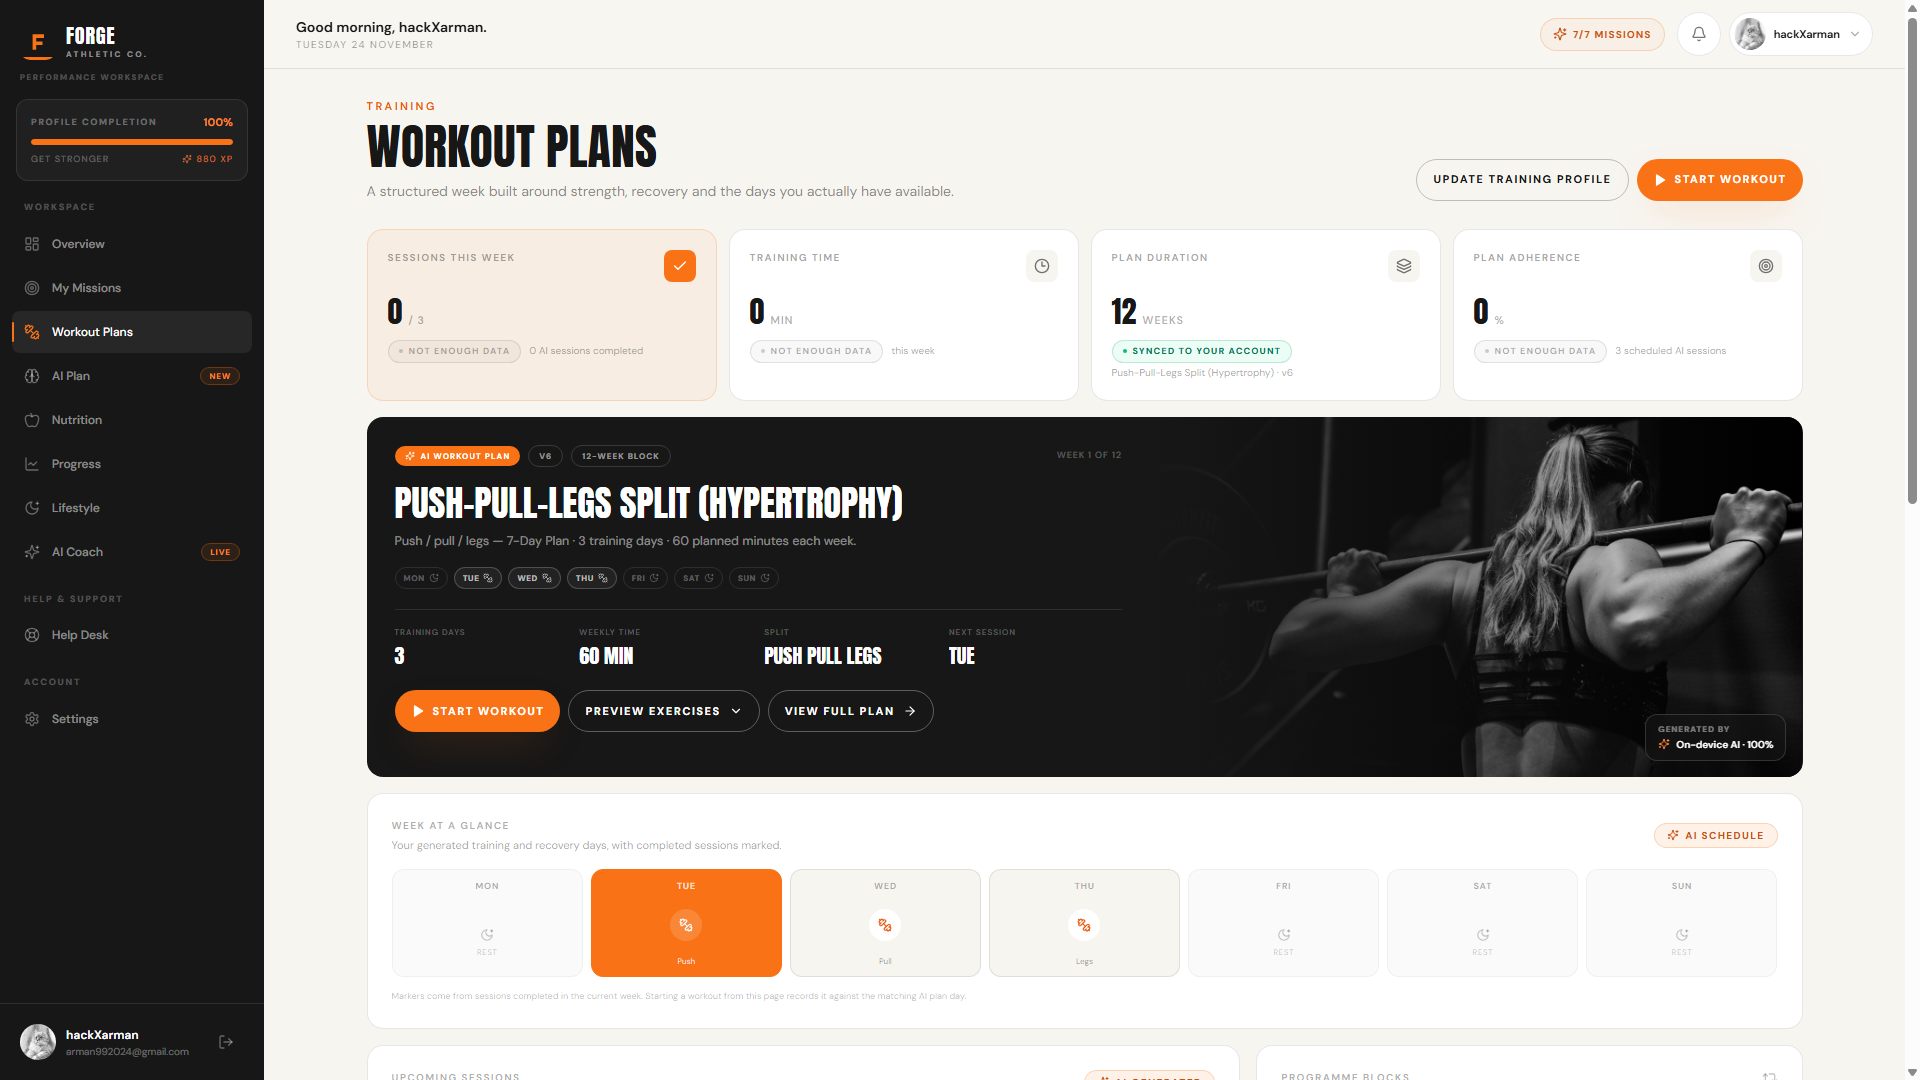 F
FORGE
ATHLETIC CO.
PERFORMANCE WORKSPACE
PROFILE COMPLETION 100%
GET STRONGER 880 XP
WORKSPACE
Overview
My Missions
Workout Plans
AI Plan NEW
Nutrition
Progress
Lifestyle
AI Coach LIVE
HELP & SUPPORT
Help Desk
ACCOUNT
Settings
hackXarman
arman992024@gmail.com
Good morning, hackXarman.
TUESDAY 24 NOVEMBER
7/7 MISSIONS
hackXarman
TRAINING
WORKOUT PLANS
A structured week built around strength, recovery and the days you actually have available.
UPDATE TRAINING PROFILE
START WORKOUT
SESSIONS THIS WEEK
0 / 3
NOT ENOUGH DATA 0 AI sessions completed
TRAINING TIME
0 MIN
NOT ENOUGH DATA this week
PLAN DURATION
12 WEEKS
SYNCED TO YOUR ACCOUNT
Push-Pull-Legs Split (Hypertrophy) · v6
PLAN ADHERENCE
0 %
NOT ENOUGH DATA 3 scheduled AI sessions
AI WORKOUT PLAN V6 12-WEEK BLOCK WEEK 1 OF 12
PUSH-PULL-LEGS SPLIT (HYPERTROPHY)
Push / pull / legs — 7-Day Plan · 3 training days · 60 planned minutes each week.
MON TUE WED THU FRI SAT SUN
TRAINING DAYS WEEKLY TIME SPLIT NEXT SESSION
3 60 MIN PUSH PULL LEGS TUE
START WORKOUT PREVIEW EXERCISES VIEW FULL PLAN
GENERATED BY
On-device AI · 100%
WEEK AT A GLANCE
Your generated training and recovery days, with completed sessions marked.
AI SCHEDULE
MON TUE WED THU FRI SAT SUN
REST Push Pull Legs REST REST REST
Markers come from sessions completed in the current week. Starting a workout from this page records it against the matching AI plan day.
UPCOMING SESSIONS
AI GENERATED
PROGRAMME BLOCKS